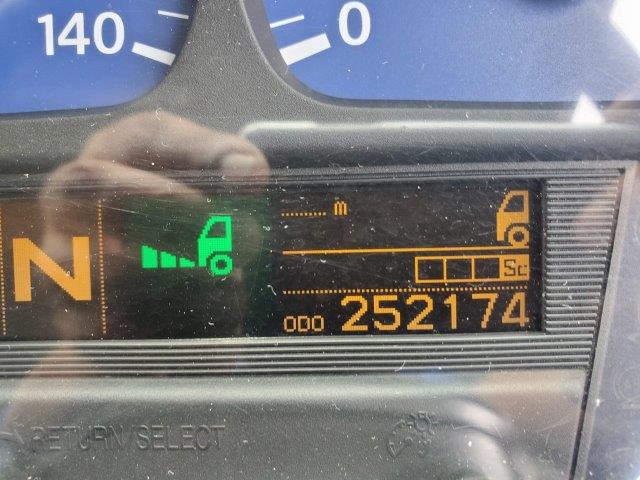 140
0
N
...... m
Sc
ODO 252174
RETURN/SELECT